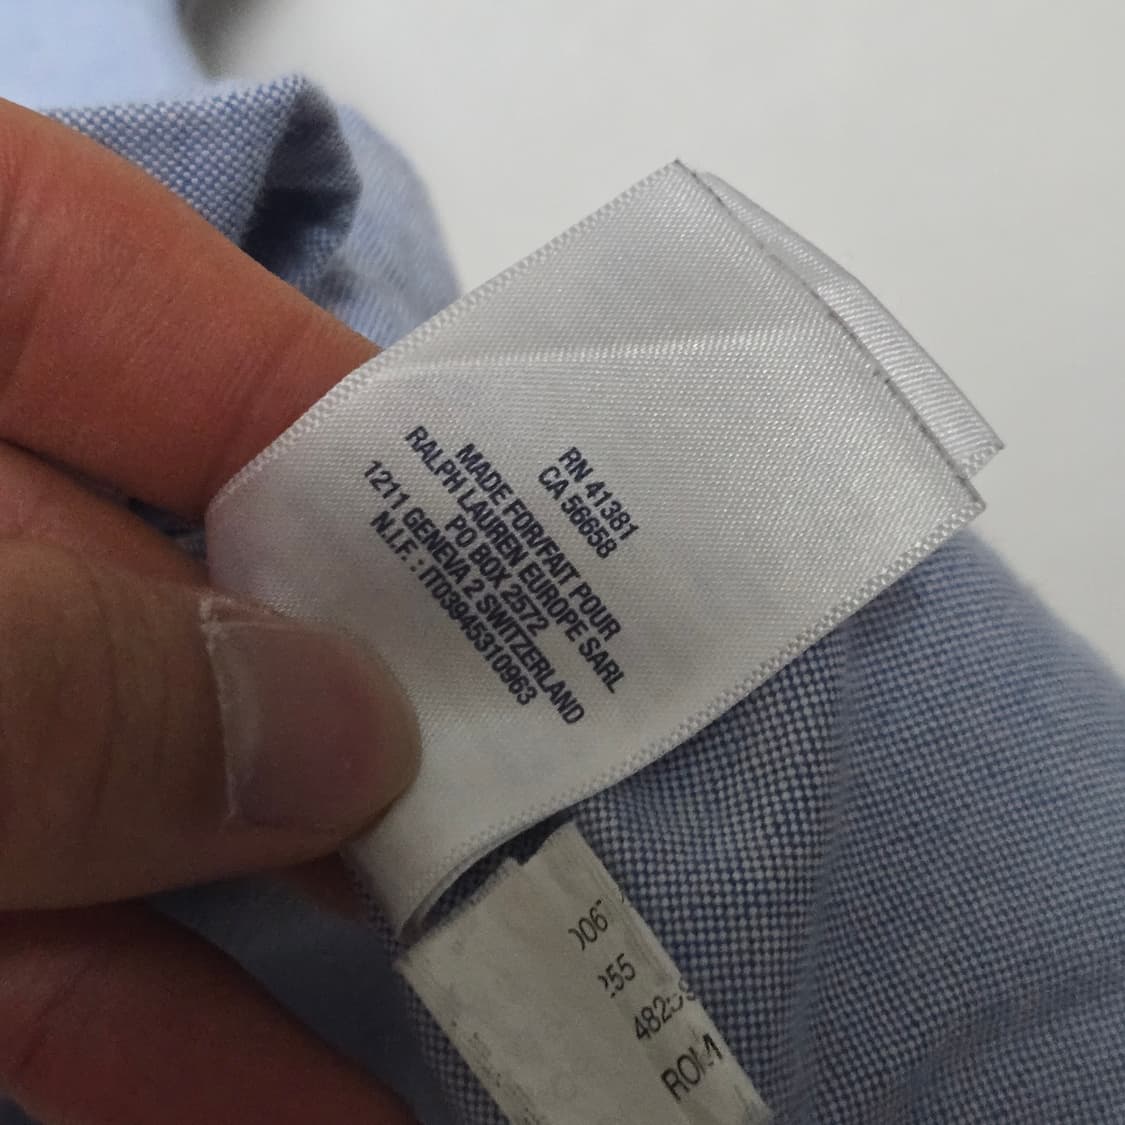 RN 41381
CA 56658
MADE FOR/FAIT POUR
RALPH LAUREN EUROPE SARL
PO BOX 2572
1211 GENEVA 2 SWITZERLAND
N.I.F. : IT03945310963